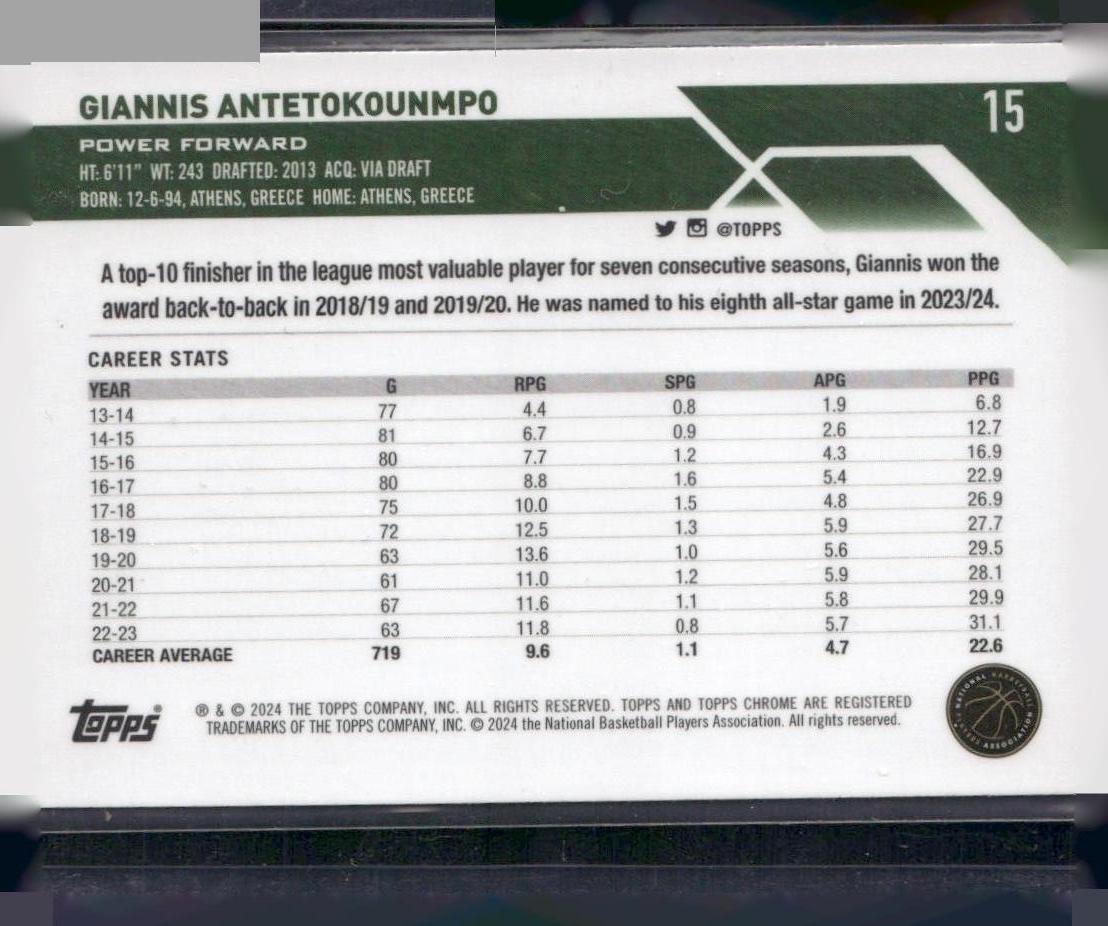 GIANNIS ANTETOKOUNMPO
15
POWER FORWARD
HT: 6'11" WT: 243 DRAFTED: 2013 ACQ: VIA DRAFT
BORN: 12-6-94, ATHENS, GREECE HOME: ATHENS, GREECE
@TOPPS
A top-10 finisher in the league most valuable player for seven consecutive seasons, Giannis won the
award back-to-back in 2018/19 and 2019/20. He was named to his eighth all-star game in 2023/24.
CAREER STATS
YEAR G RPG SPG APG PPG
13-14 77 4.4 0.8 1.9 6.8
14-15 81 6.7 0.9 2.6 12.7
15-16 80 7.7 1.2 4.3 16.9
16-17 80 8.8 1.6 5.4 22.9
17-18 75 10.0 1.5 4.8 26.9
18-19 72 12.5 1.3 5.9 27.7
19-20 63 13.6 1.0 5.6 29.5
20-21 61 11.0 1.2 5.9 28.1
21-22 67 11.6 1.1 5.8 29.9
22-23 63 11.8 0.8 5.7 31.1
CAREER AVERAGE 719 9.6 1.1 4.7 22.6
Topps®
® & © 2024 THE TOPPS COMPANY, INC. ALL RIGHTS RESERVED. TOPPS AND TOPPS CHROME ARE REGISTERED
TRADEMARKS OF THE TOPPS COMPANY, INC. © 2024 the National Basketball Players Association. All rights reserved.
NATIONAL BASKETBALL
PLAYERS ASSOCIATION